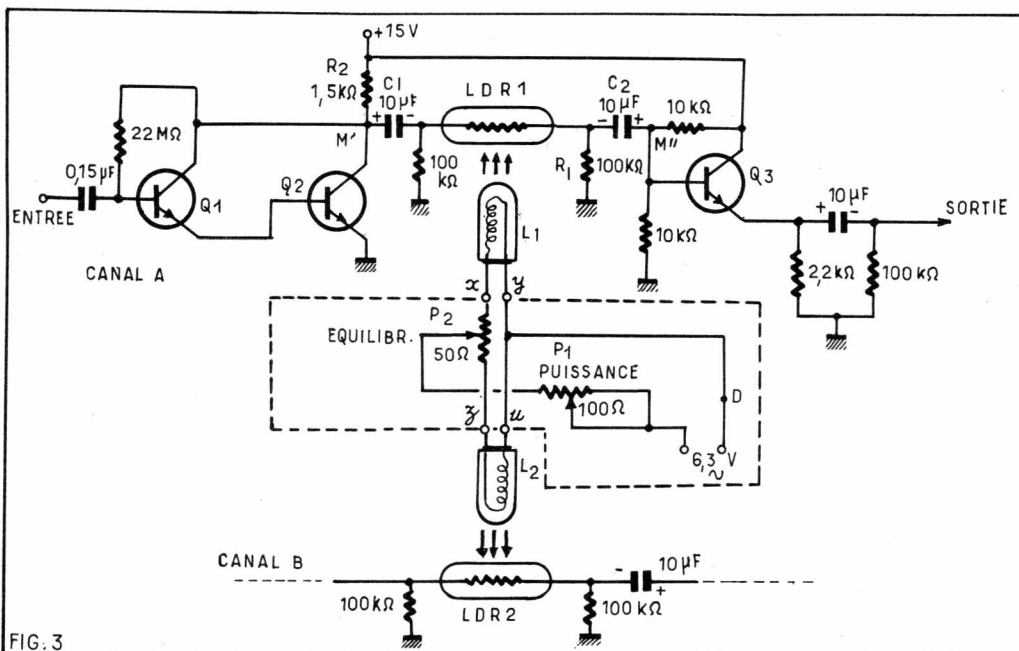 +15V
R2
1,5kΩ
C1
10µF
+ -
LDR1
C2
10µF
- +
10kΩ
22MΩ
M'
M"
0,15µF
100
kΩ
R1
100KΩ
Q3
Q1
Q2
ENTREE
10µF
+ -
SORTIE
L1
10kΩ
CANAL A
2,2kΩ
100kΩ
x
y
P2
EQUILIBR.
50Ω
P1
PUISSANCE
100Ω
D
z
u
6,3 V
~
L2
CANAL B
-
10µF
+
100kΩ
LDR2
100kΩ
FIG.3